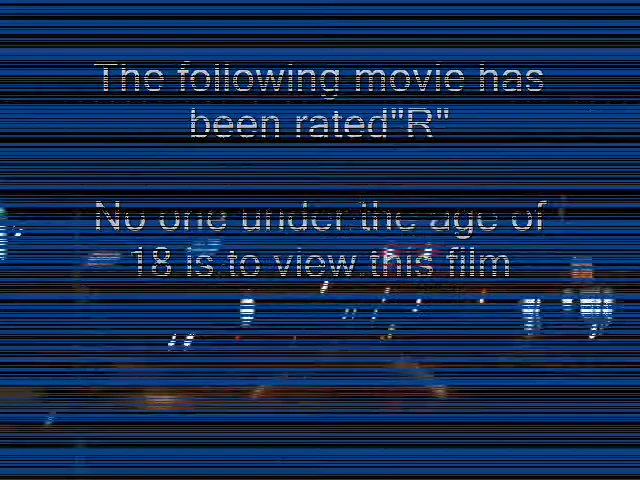 The following movie has
been rated"R"
No one under the age of
18 is to view this film